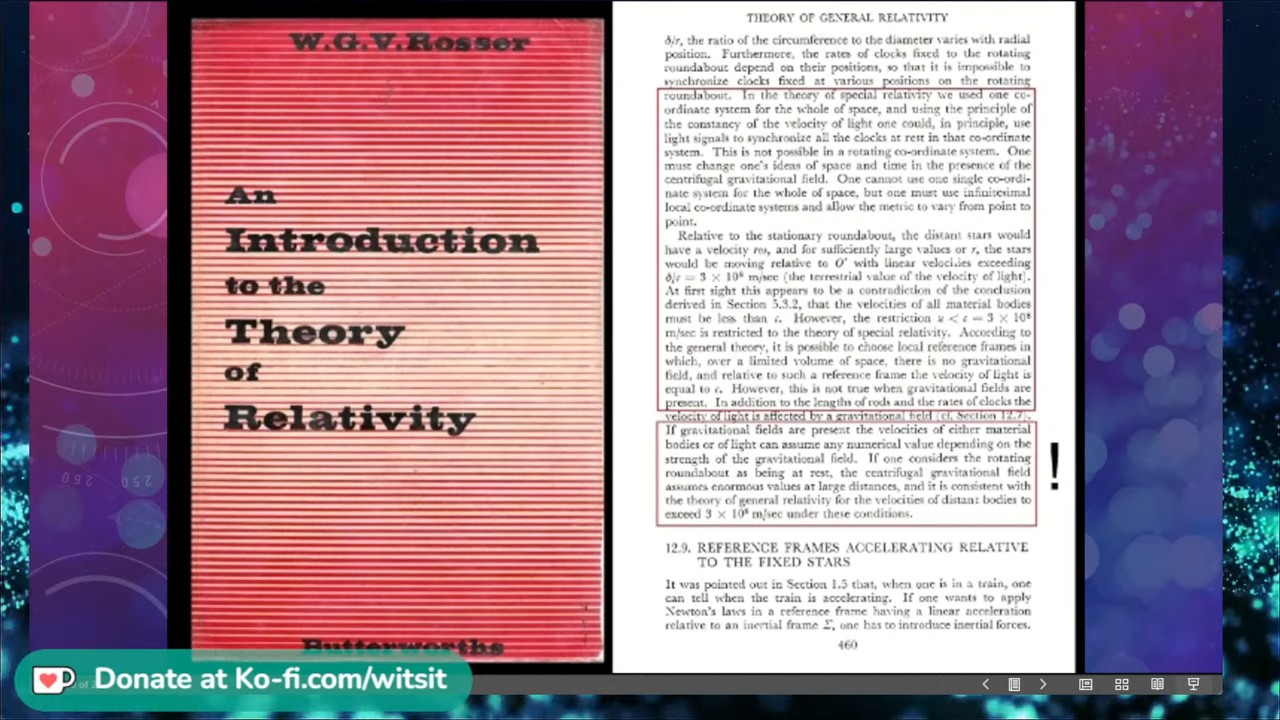 W.G.V.Rosser
An
Introduction
to the
Theory
of
Relativity
Butterworths
THEORY OF GENERAL RELATIVITY
δ/r, the ratio of the circumference to the diameter varies with radial
position. Furthermore, the rates of clocks fixed to the rotating
roundabout depend on their positions, so that it is impossible to
synchronize clocks fixed at various positions on the rotating
roundabout. In the theory of special relativity we used one co-
ordinate system for the whole of space, and using the principle of
the constancy of the velocity of light one could, in principle, use
light signals to synchronize all the clocks at rest in that co-ordinate
system. This is not possible in a rotating co-ordinate system. One
must change one's ideas of space and time in the presence of the
centrifugal gravitational field. One cannot use one single co-ordi-
nate system for the whole of space, but one must use infinitesimal
local co-ordinate systems and allow the metric to vary from point to
point.
Relative to the stationary roundabout, the distant stars would
have a velocity rω, and for sufficiently large values or r, the stars
would be moving relative to O′ with linear velocities exceeding
δ/r = 3 × 10⁸ m/sec (the terrestrial value of the velocity of light).
At first sight this appears to be a contradiction of the conclusion
derived in Section 5.3.2, that the velocities of all material bodies
must be less than c. However, the restriction u < c = 3 × 10⁸
m/sec is restricted to the theory of special relativity. According to
the general theory, it is possible to choose local reference frames in
which, over a limited volume of space, there is no gravitational
field, and relative to such a reference frame the velocity of light is
equal to c. However, this is not true when gravitational fields are
present. In addition to the lengths of rods and the rates of clocks the
velocity of light is affected by a gravitational field (cf. Section 12.7).
If gravitational fields are present the velocities of either material
bodies or of light can assume any numerical value depending on the
strength of the gravitational field. If one considers the rotating
roundabout as being at rest, the centrifugal gravitational field
assumes enormous values at large distances, and it is consistent with
the theory of general relativity for the velocities of distant bodies to
exceed 3 × 10⁸ m/sec under these conditions.
!
12.9. REFERENCE FRAMES ACCELERATING RELATIVE
TO THE FIXED STARS
It was pointed out in Section 1.5 that, when one is in a train, one
can tell when the train is accelerating. If one wants to apply
Newton's laws in a reference frame having a linear acceleration
relative to an inertial frame Σ, one has to introduce inertial forces.
460
260
250
Donate at Ko-fi.com/witsit